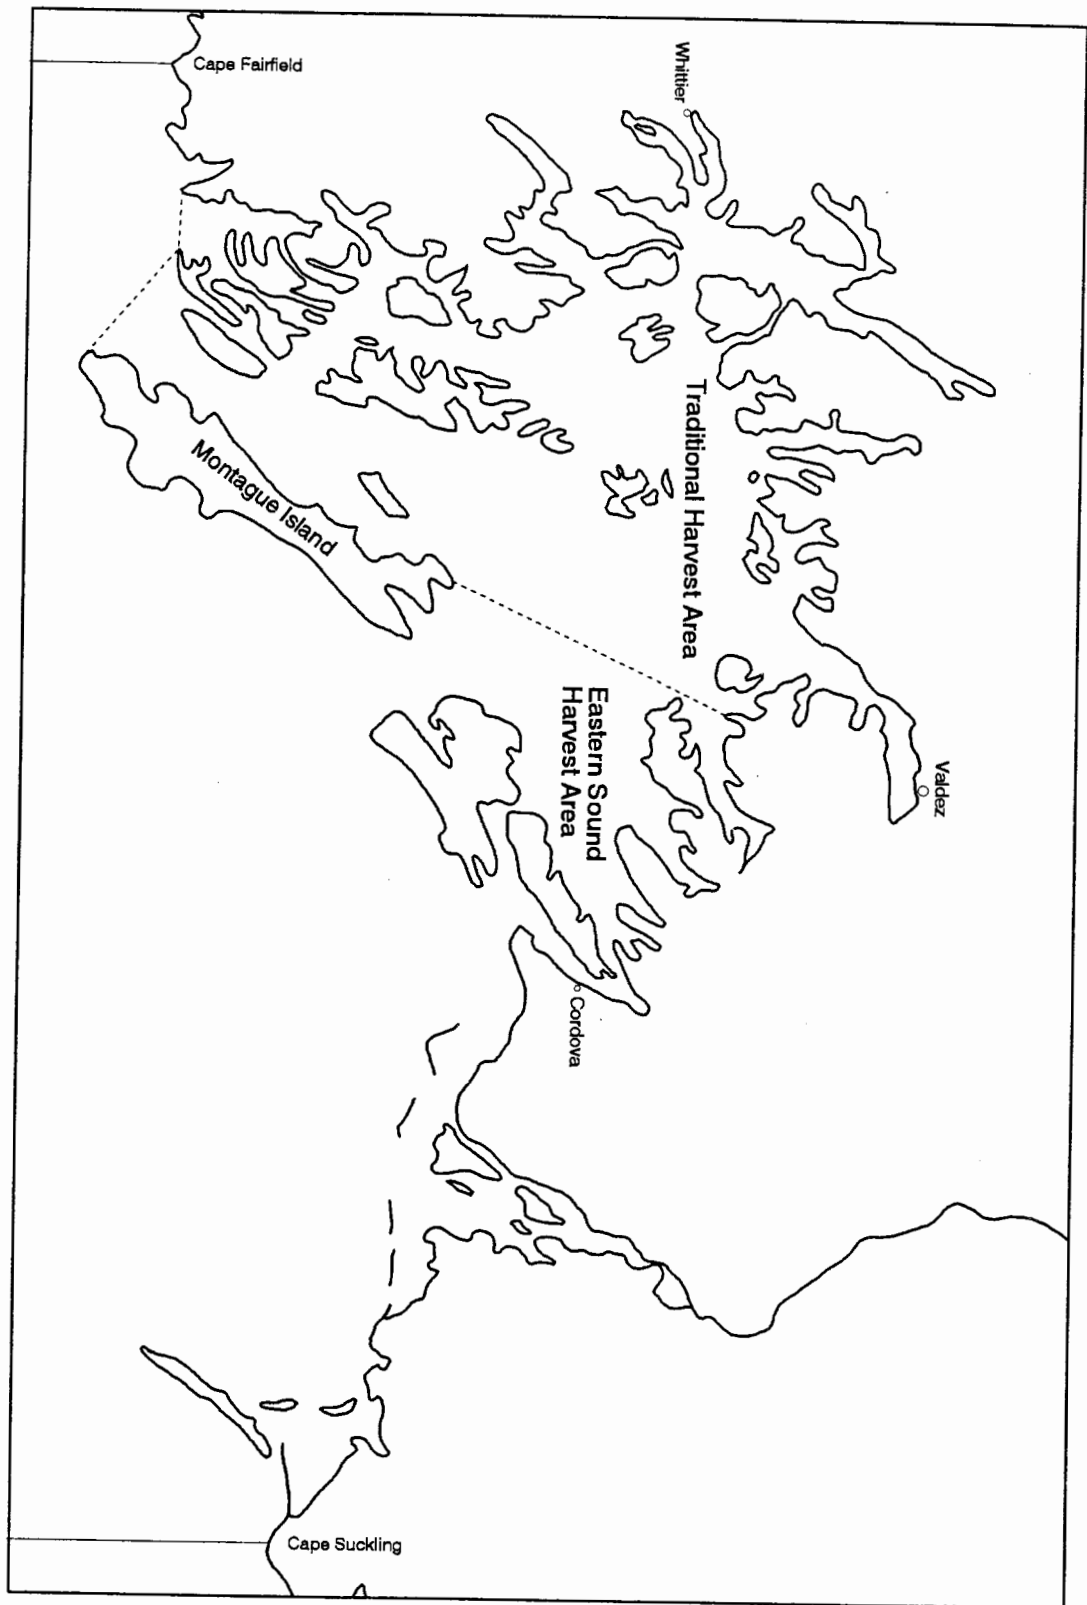 Cape Fairfield
Whittier
Traditional Harvest Area
Montague Island
Eastern Sound
Harvest Area
Valdez
Cordova
Cape Suckling